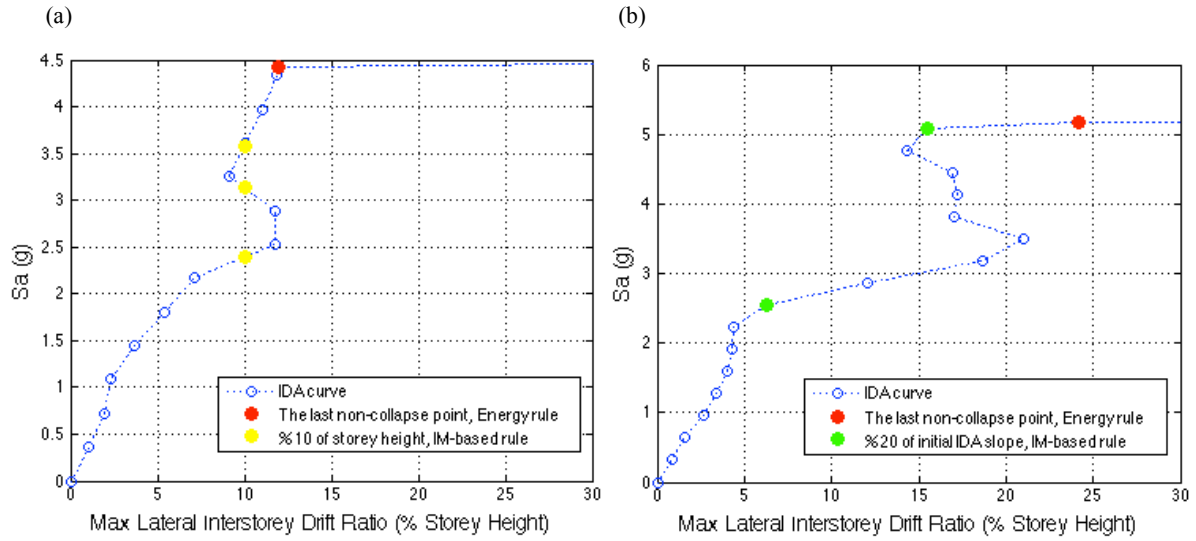 (a)
(b)
4.5
4
3.5
3
2.5
2
1.5
1
0.5
0
Sa (g)
IDA curve
The last non-collapse point, Energy rule
%10 of storey height, IM-based rule
0 5 10 15 20 25 30
Max Lateral Interstorey Drift Ratio (% Storey Height)
6
5
4
3
2
1
0
Sa (g)
IDA curve
The last non-collapse point, Energy rule
%20 of initial IDA slope, IM-based rule
0 5 10 15 20 25 30
Max Lateral Interstorey Drift Ratio (% Storey Height)